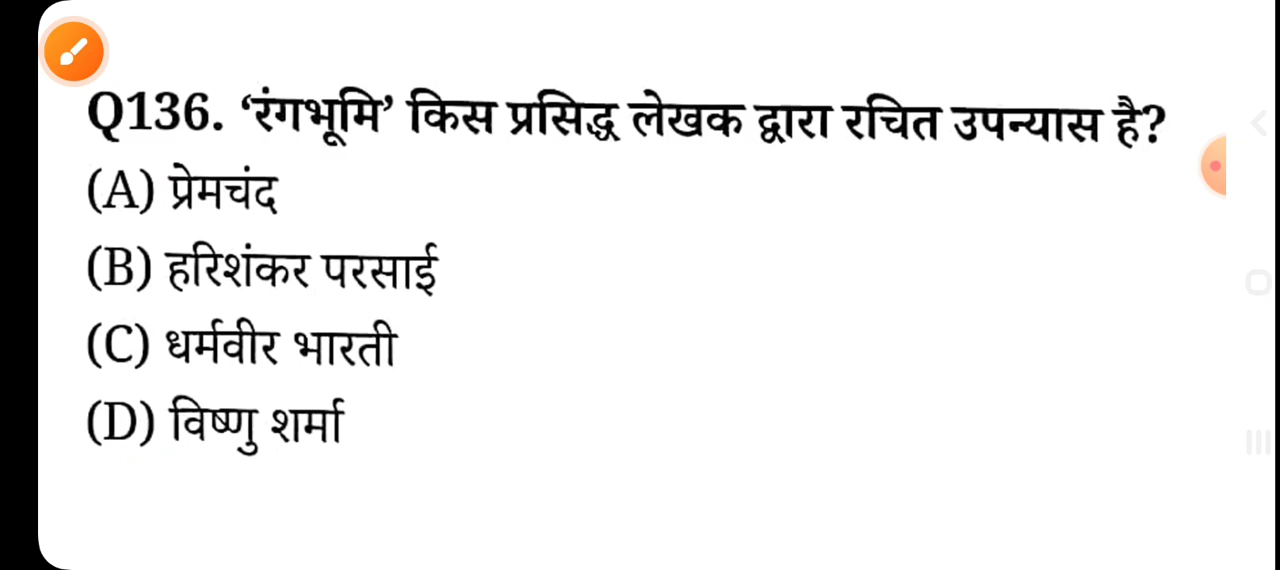 Q136. ‘रंगभूमि’ किस प्रसिद्ध लेखक द्वारा रचित उपन्यास है?
(A) प्रेमचंद
(B) हरिशंकर परसाई
(C) धर्मवीर भारती
(D) विष्णु शर्मा